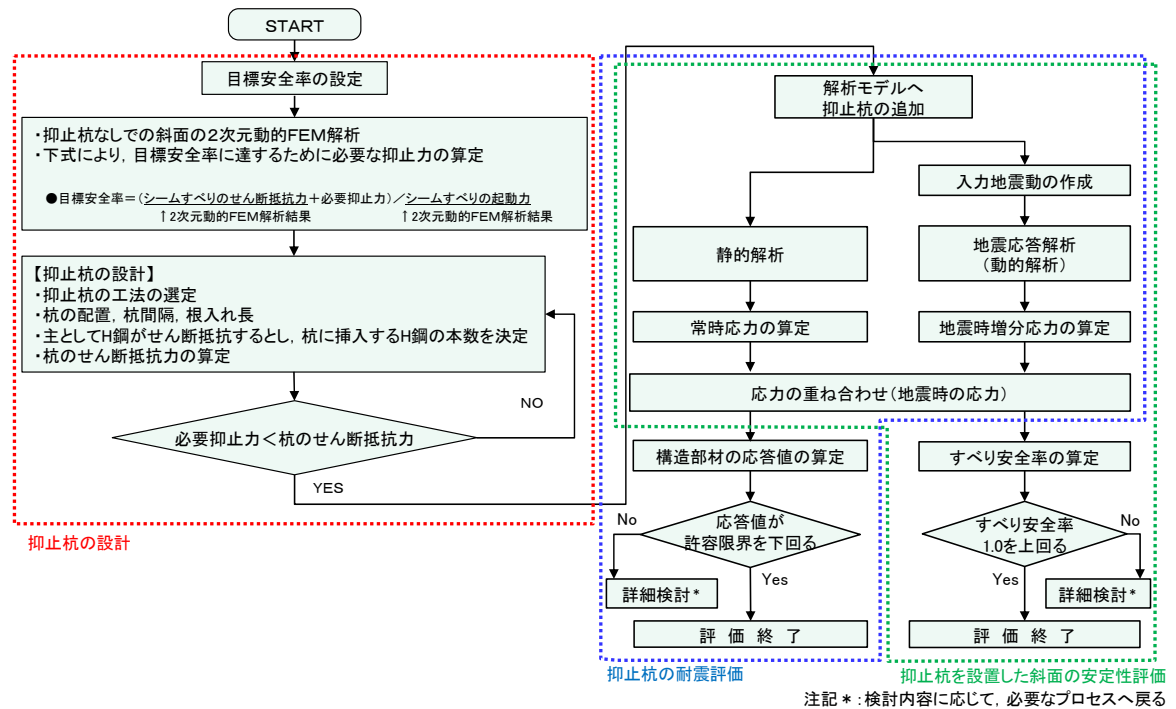 START
目標安全率の設定
・抑止杭なしでの斜面の２次元動的FEM解析
・下式により，目標安全率に達するために必要な抑止力の算定
●目標安全率＝（シームすべりのせん断抵抗力＋必要抑止力）／シームすべりの起動力
↑２次元動的FEM解析結果
↑２次元動的FEM解析結果
【抑止杭の設計】
・抑止杭の工法の選定
・杭の配置，杭間隔，根入れ長
・主としてH鋼がせん断抵抗するとし，杭に挿入するH鋼の本数を決定
・杭のせん断抵抗力の算定
NO
必要抑止力＜杭のせん断抵抗力
YES
抑止杭の設計
解析モデルへ
抑止杭の追加
入力地震動の作成
静的解析
地震応答解析
（動的解析）
常時応力の算定
地震時増分応力の算定
応力の重ね合わせ（地震時の応力）
構造部材の応答値の算定
すべり安全率の算定
No
応答値が
許容限界を下回る
Yes
すべり安全率
1.0を上回る
No
Yes
詳細検討*
詳細検討*
評 価 終 了
評 価 終 了
抑止杭の耐震評価
抑止杭を設置した斜面の安定性評価
注記＊：検討内容に応じて，必要なプロセスへ戻る